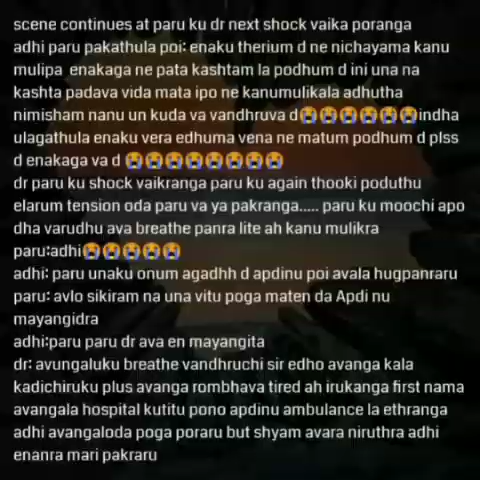 scene continues at paru ku dr next shock vaika poranga
adhi paru pakathula poi: enaku therium d ne nichayama kanu
mulipa  enakaga ne pata kashtam la podhum d ini una na
kashta padava vida mata ipo ne kanumulikala adhutha
nimisham nanu un kuda va vandhruva d😭😭😭😭😭😭indha
ulagathula enaku vera edhuma vena ne matum podhum d plss
d enakaga va d 😭😭😭😭😭😭😭😭
dr paru ku shock vaikranga paru ku again thooki poduthu
elarum tension oda paru va ya pakranga..... paru ku moochi apo
dha varudhu ava breathe panra lite ah kanu mulikra
paru:adhi😭😭😭😭😭
adhi: paru unaku onum agadhh d apdinu poi avala hugpanraru
paru: avlo sikiram na una vitu poga maten da Apdi nu
mayangidra
adhi:paru paru dr ava en mayangita
dr: avungaluku breathe vandhruchi sir edho avanga kala
kadichiruku plus avanga rombhava tired ah irukanga first nama
avangala hospital kutitu pono apdinu ambulance la ethranga
adhi avangaloda poga poraru but shyam avara niruthra adhi
enanra mari pakraru